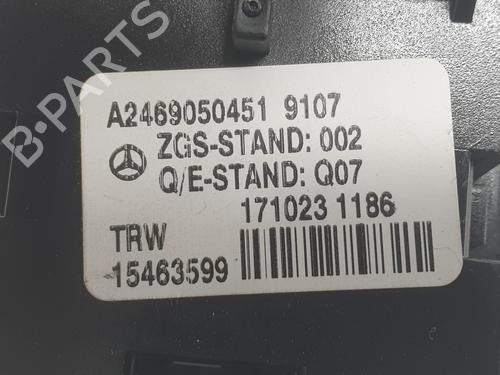 B-PARTS
A2469050451 9107
ZGS-STAND: 002
Q/E-STAND: Q07
171023 1186
TRW
15463599